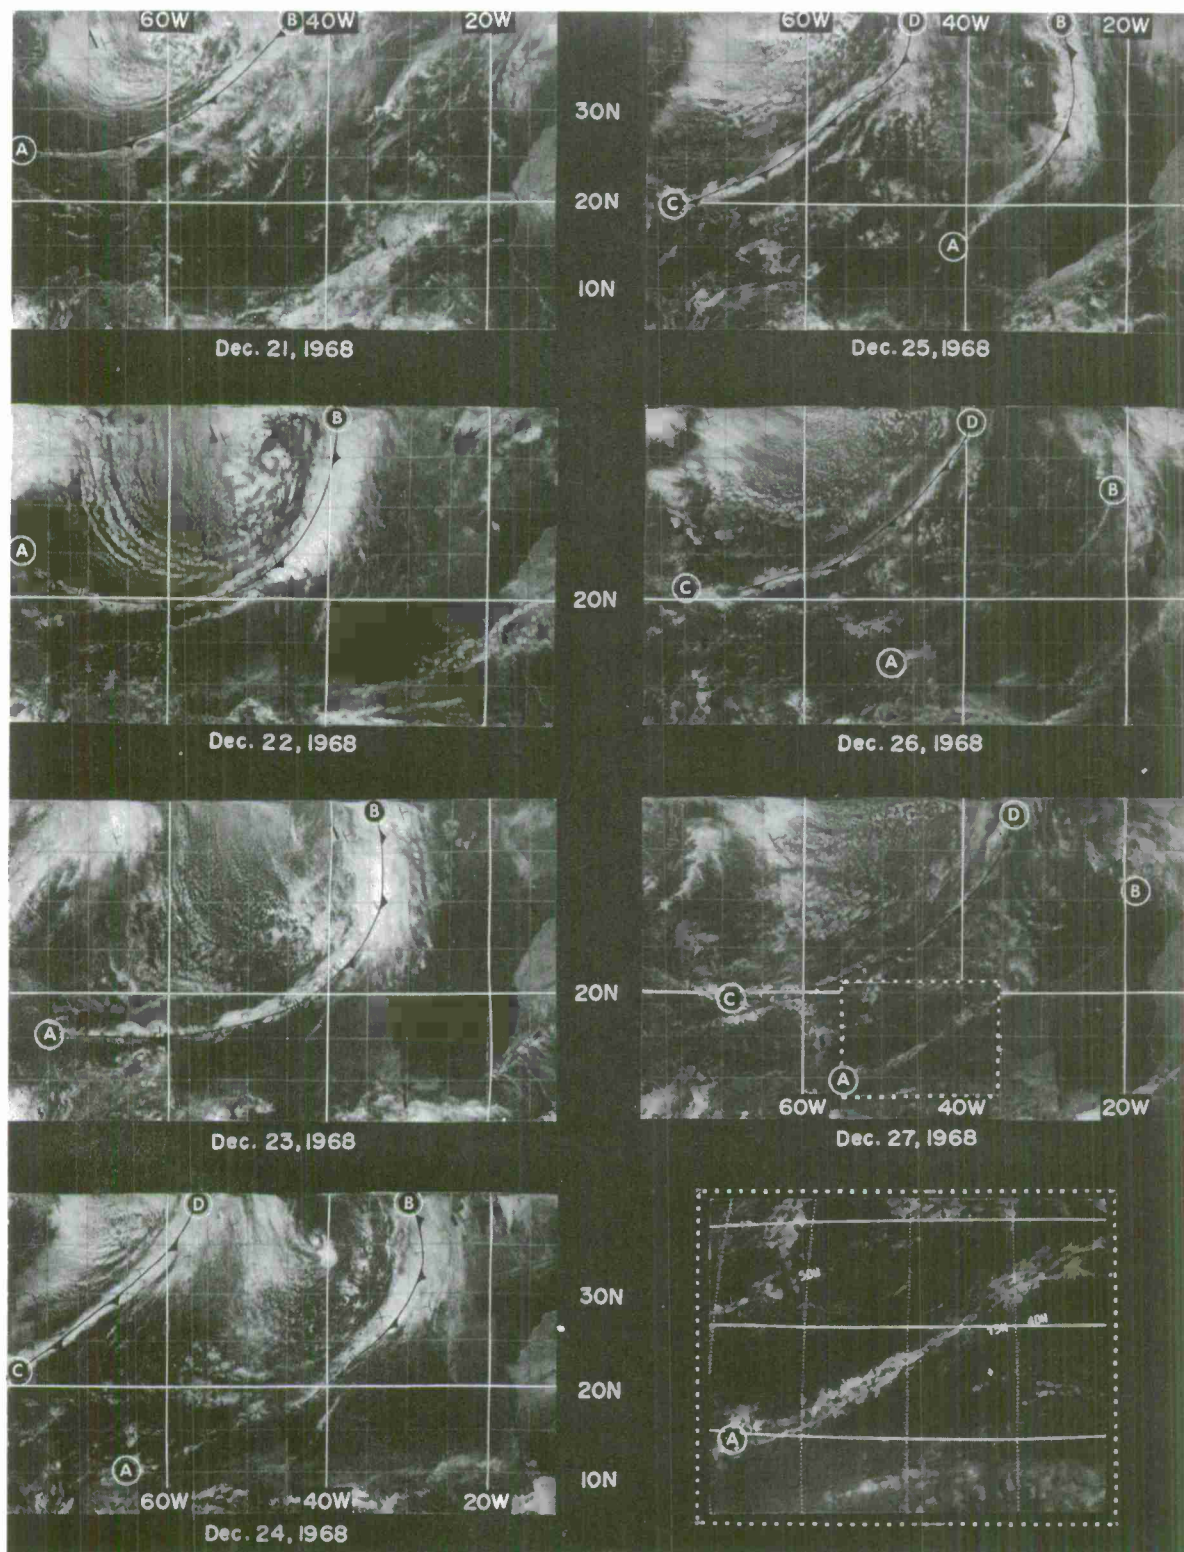 60W B 40W 20W
A
30N
20N
10N
Dec. 21, 1968
60W D 40W B 20W
C
A
Dec. 25, 1968
B
A
20N
Dec. 22, 1968
D
B
C
A
Dec. 26, 1968
B
A
20N
Dec. 23, 1968
D
B
C
A
60W 40W 20W
Dec. 27, 1968
D B
C
A
30N
20N
10N
60W 40W 20W
Dec. 24, 1968
A